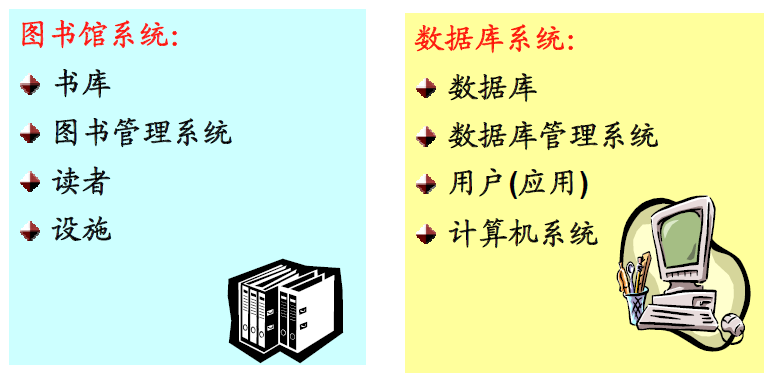 图书馆系统:
书库
图书管理系统
读者
设施
数据库系统:
数据库
数据库管理系统
用户(应用)
计算机系统